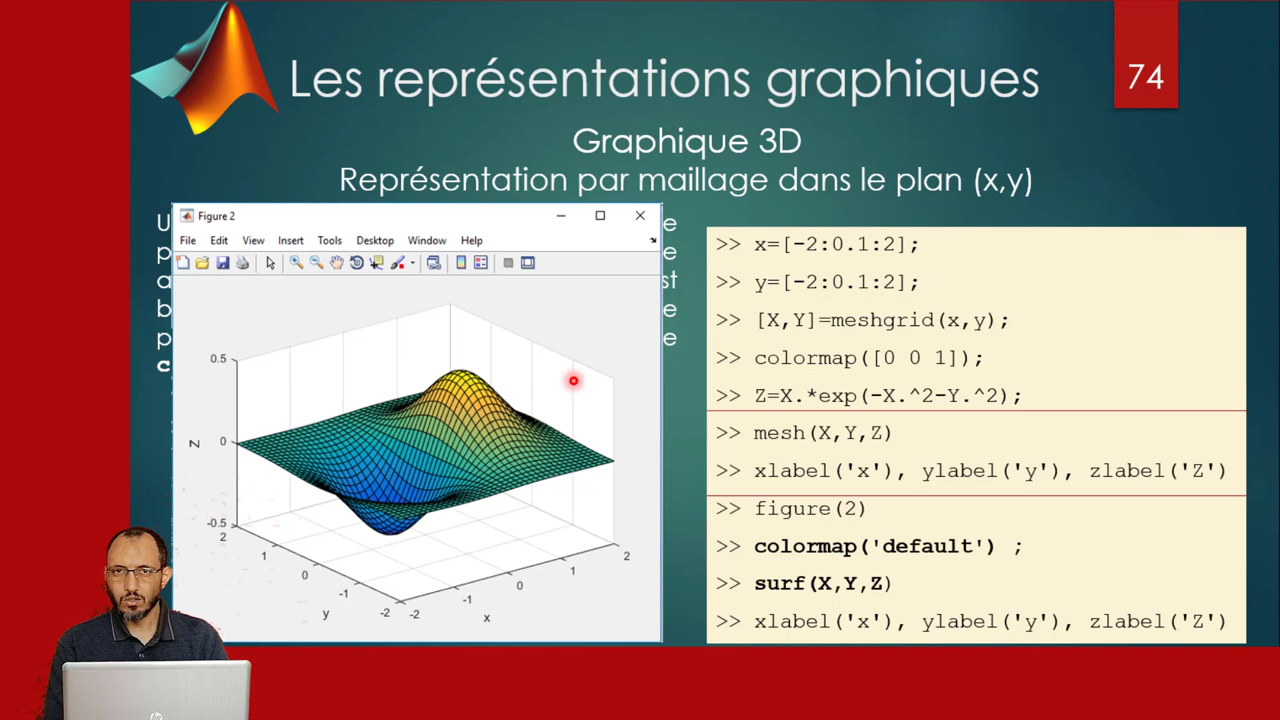 Les représentations graphiques
74
Graphique 3D
Représentation par maillage dans le plan (x,y)
U
e
p
e
a
st
b
e
p
e
c
Figure 2
File Edit View Insert Tools Desktop Window Help
0.5
0
-0.5
Z
2
1
0
-1
-2
y
-2
-1
0
1
2
x
>> x=[-2:0.1:2];
>> y=[-2:0.1:2];
>> [X,Y]=meshgrid(x,y);
>> colormap([0 0 1]);
>> Z=X.*exp(-X.^2-Y.^2);
>> mesh(X,Y,Z)
>> xlabel('x'), ylabel('y'), zlabel('Z')
>> figure(2)
>> colormap('default') ;
>> surf(X,Y,Z)
>> xlabel('x'), ylabel('y'), zlabel('Z')
hp